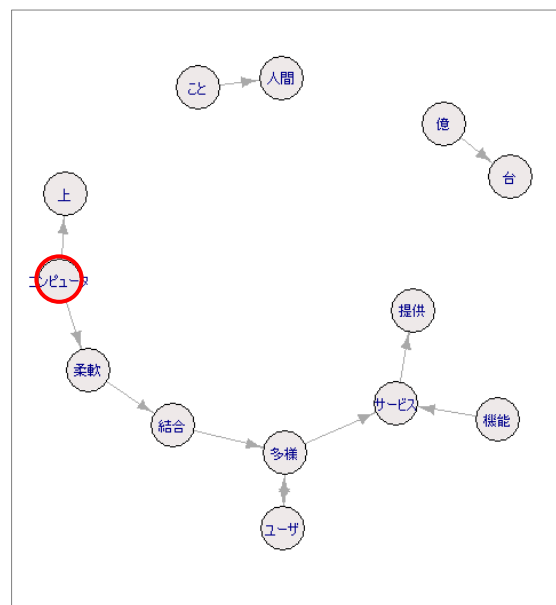 こと
人間
億
台
上
コンピュータ
提供
柔軟
サービス
結合
機能
多様
ユーザ